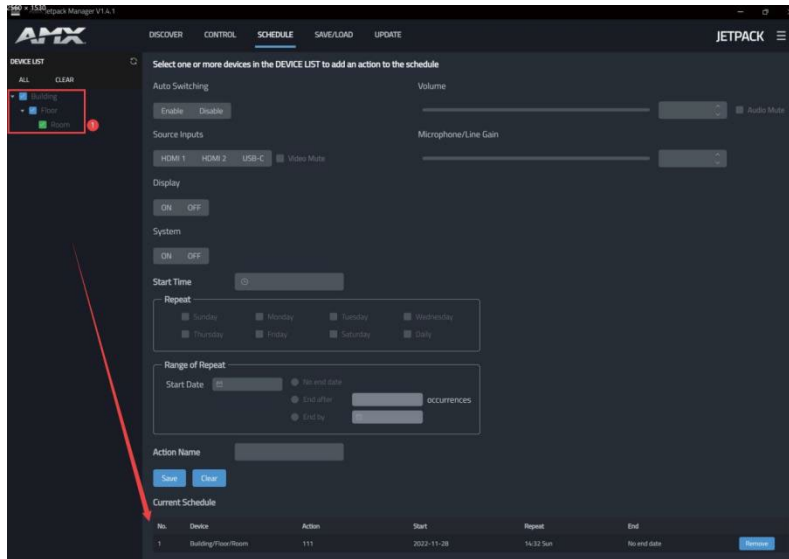 2560 × 1530
Jetpack Manager V1.4.1
AMX DISCOVER CONTROL SCHEDULE SAVE/LOAD UPDATE JETPACK
DEVICE LIST
ALL CLEAR
Building
Floor
Room 1
Select one or more devices in the DEVICE LIST to add an action to the schedule
Auto Switching Volume
Enable Disable Audio Mute
Source Inputs Microphone/Line Gain
HDMI 1 HDMI 2 USB-C Video Mute
Display
ON OFF
System
ON OFF
Start Time
Repeat
Sunday Monday Tuesday Wednesday
Thursday Friday Saturday Daily
Range of Repeat
Start Date No end date
End after occurrences
End by
Action Name
Save Clear
Current Schedule
No. Device Action Start Repeat End
1 Building/Floor/Room 111 2022-11-28 14:32 Sun No end date Remove